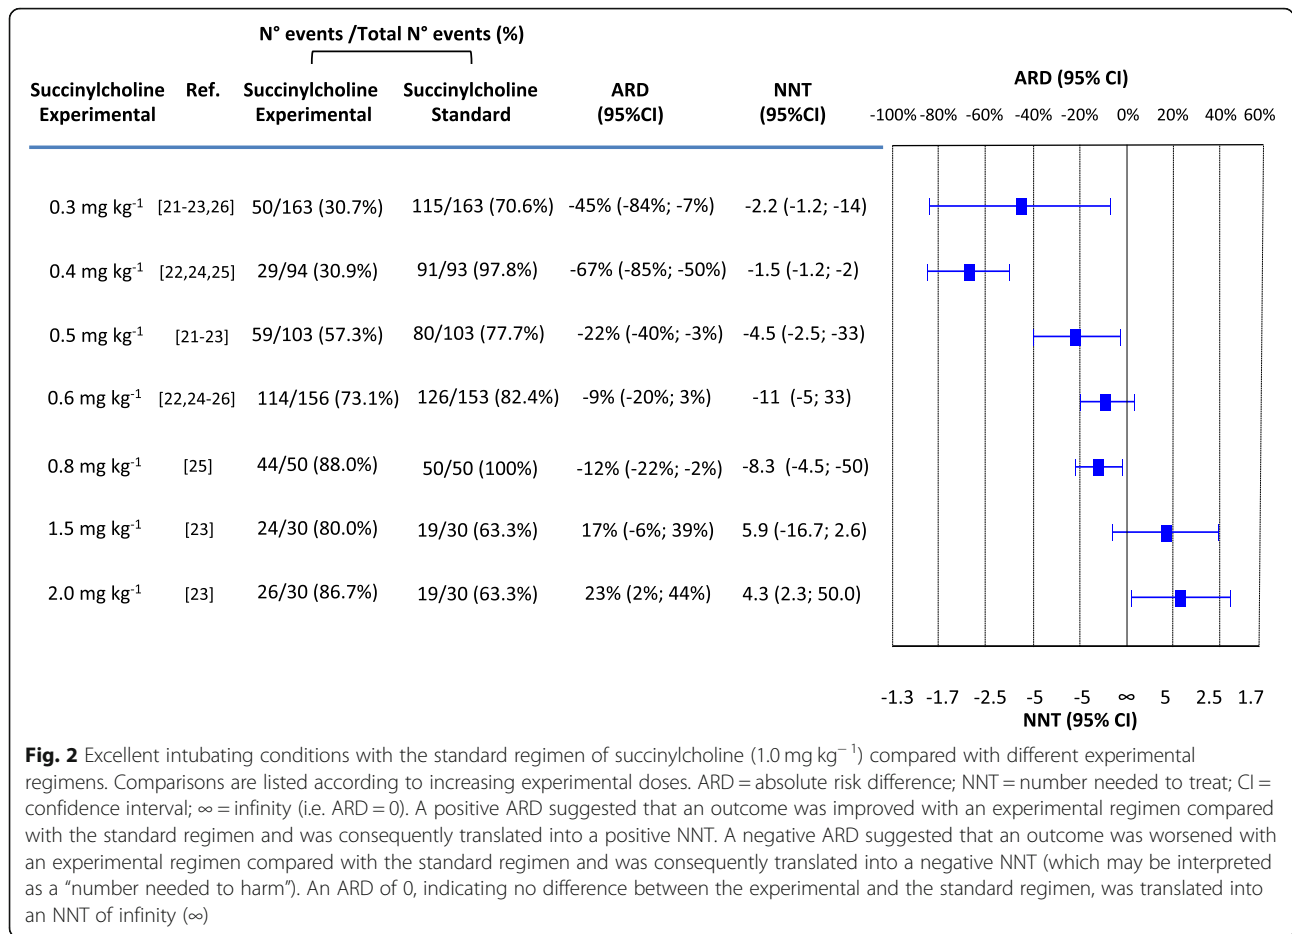 N° events /Total N° events (%)
Succinylcholine Experimental Ref. Succinylcholine Experimental Succinylcholine Standard ARD (95%CI) NNT (95%CI) ARD (95% CI)
-100% -80% -60% -40% -20% 0% 20% 40% 60%
0.3 mg kg-1 [21-23,26] 50/163 (30.7%) 115/163 (70.6%) -45% (-84%; -7%) -2.2 (-1.2; -14)
0.4 mg kg-1 [22,24,25] 29/94 (30.9%) 91/93 (97.8%) -67% (-85%; -50%) -1.5 (-1.2; -2)
0.5 mg kg-1 [21-23] 59/103 (57.3%) 80/103 (77.7%) -22% (-40%; -3%) -4.5 (-2.5; -33)
0.6 mg kg-1 [22,24-26] 114/156 (73.1%) 126/153 (82.4%) -9% (-20%; 3%) -11 (-5; 33)
0.8 mg kg-1 [25] 44/50 (88.0%) 50/50 (100%) -12% (-22%; -2%) -8.3 (-4.5; -50)
1.5 mg kg-1 [23] 24/30 (80.0%) 19/30 (63.3%) 17% (-6%; 39%) 5.9 (-16.7; 2.6)
2.0 mg kg-1 [23] 26/30 (86.7%) 19/30 (63.3%) 23% (2%; 44%) 4.3 (2.3; 50.0)
-1.3 -1.7 -2.5 -5 -5 ∞ 5 2.5 1.7
NNT (95% CI)
Fig. 2 Excellent intubating conditions with the standard regimen of succinylcholine (1.0 mg kg− 1) compared with different experimental
regimens. Comparisons are listed according to increasing experimental doses. ARD = absolute risk difference; NNT = number needed to treat; CI =
confidence interval; ∞ = infinity (i.e. ARD = 0). A positive ARD suggested that an outcome was improved with an experimental regimen compared
with the standard regimen and was consequently translated into a positive NNT. A negative ARD suggested that an outcome was worsened with
an experimental regimen compared with the standard regimen and was consequently translated into a negative NNT (which may be interpreted
as a “number needed to harm”). An ARD of 0, indicating no difference between the experimental and the standard regimen, was translated into
an NNT of infinity (∞)